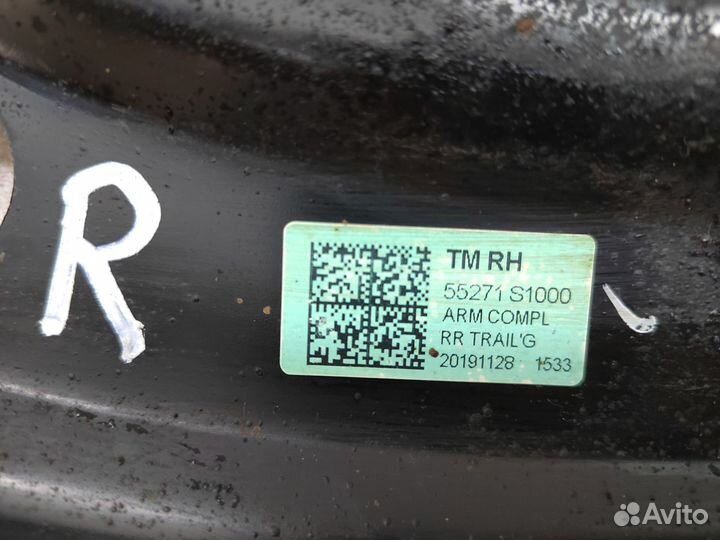 R
TM RH
55271 S1000
ARM COMPL
RR TRAIL'G
20191128 1533
Avito